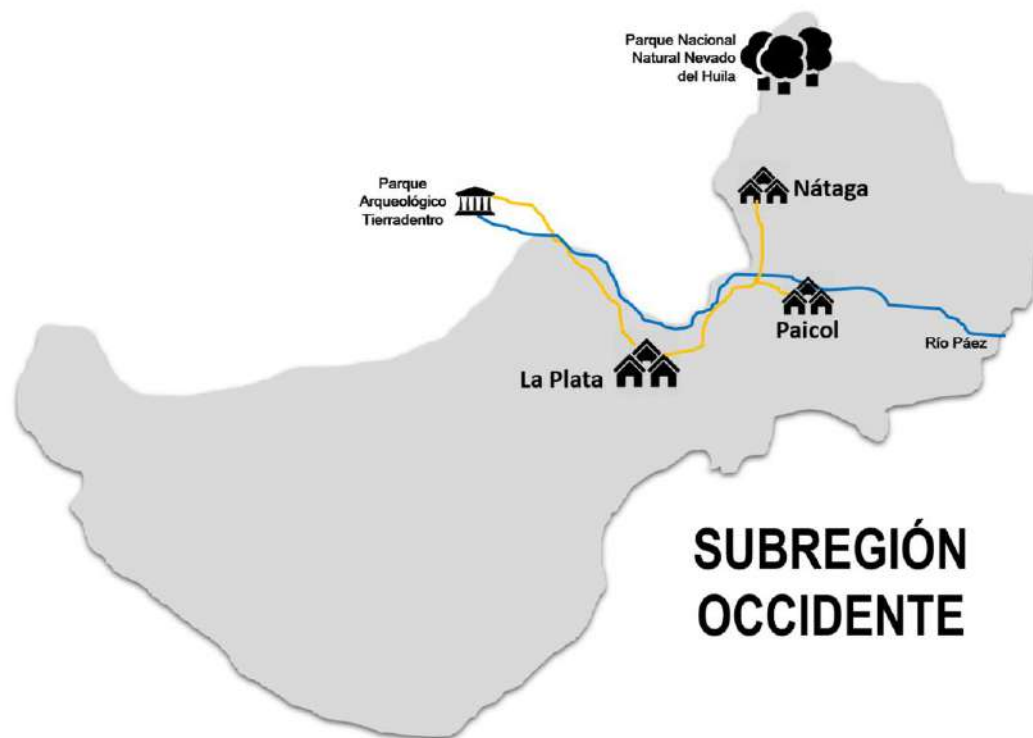 Parque Nacional
Natural Nevado
del Huila
Parque
Arqueológico
Tierradentro
Nátaga
Paicol
Río Páez
La Plata
SUBREGIÓN
OCCIDENTE